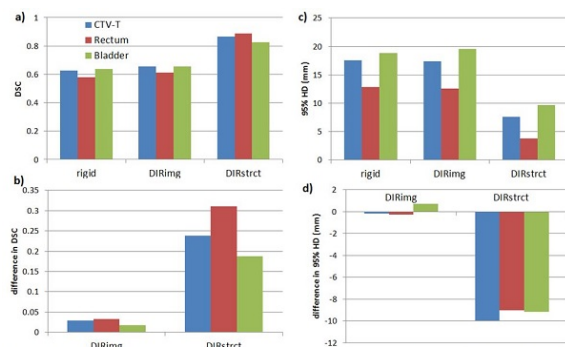 a)
1
0.8
0.6
0.4
0.2
0
DSC
CTV-T
Rectum
Bladder
rigid
DIRimg
DIRstrct
c)
25
20
15
10
5
0
95% HD (mm)
rigid
DIRimg
DIRstrct
b)
0.35
0.3
0.25
0.2
0.15
0.1
0.05
0
difference in DSC
DIRimg
DIRstrct
d)
2
0
-2
-4
-6
-8
-10
-12
difference in 95% HD (mm)
DIRimg
DIRstrct